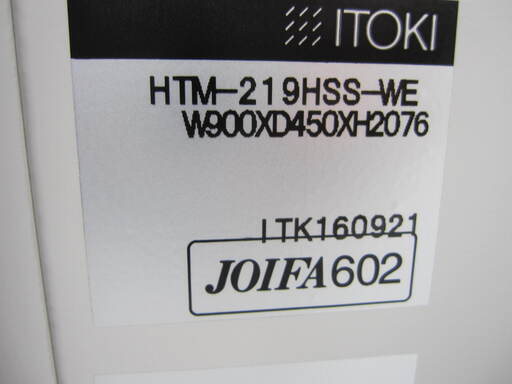 ITOKI
HTM-219HSS-WE
W900XD450XH2076
ITK160921
JOIFA602